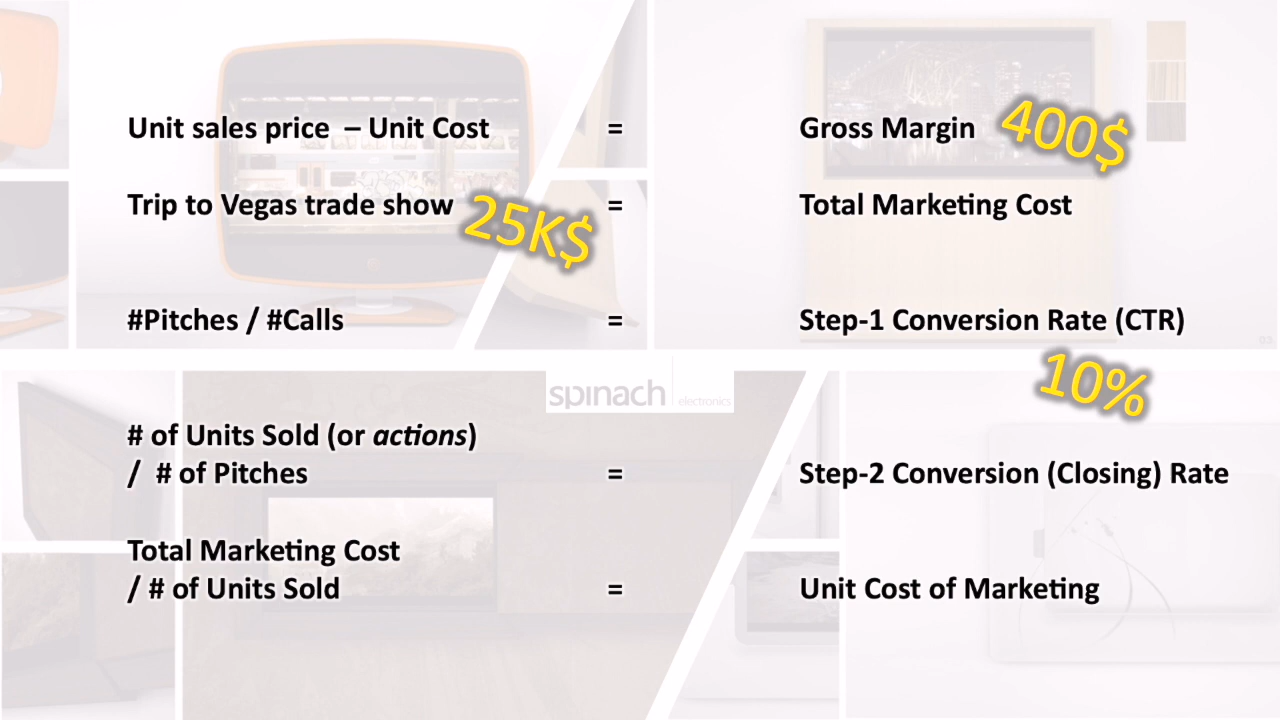 Unit sales price – Unit Cost = Gross Margin 400$
Trip to Vegas trade show 25K$ = Total Marketing Cost
#Pitches / #Calls = Step-1 Conversion Rate (CTR)
03
10%
spinach electronics
# of Units Sold (or actions)
/ # of Pitches = Step-2 Conversion (Closing) Rate
Total Marketing Cost
/ # of Units Sold = Unit Cost of Marketing